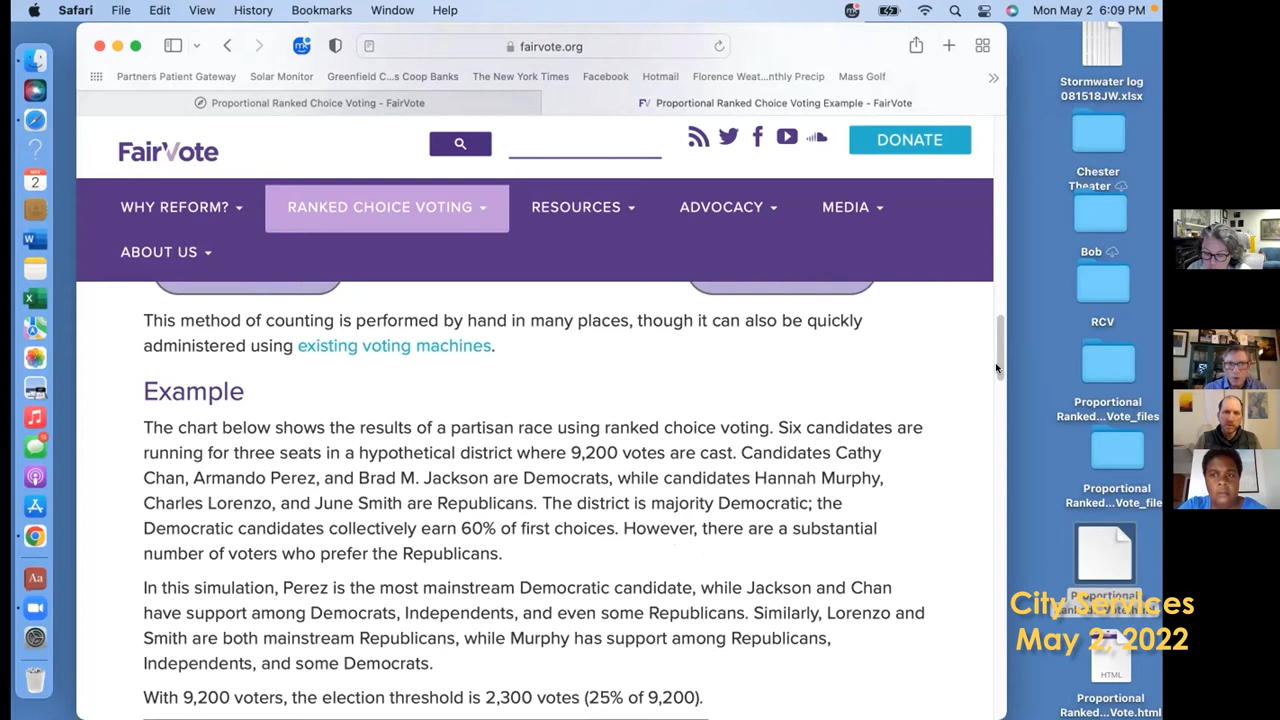 Safari File Edit View History Bookmarks Window Help Mon May 2 6:09 PM
fairvote.org
Partners Patient Gateway Solar Monitor Greenfield C...s Coop Banks The New York Times Facebook Hotmail Florence Weat...nthly Precip Mass Golf
Proportional Ranked Choice Voting - FairVote
FV Proportional Ranked Choice Voting Example - FairVote
FairVote
DONATE
WHY REFORM? RANKED CHOICE VOTING RESOURCES ADVOCACY MEDIA
ABOUT US
This method of counting is performed by hand in many places, though it can also be quickly
administered using existing voting machines.
Example
The chart below shows the results of a partisan race using ranked choice voting. Six candidates are
running for three seats in a hypothetical district where 9,200 votes are cast. Candidates Cathy
Chan, Armando Perez, and Brad M. Jackson are Democrats, while candidates Hannah Murphy,
Charles Lorenzo, and June Smith are Republicans. The district is majority Democratic; the
Democratic candidates collectively earn 60% of first choices. However, there are a substantial
number of voters who prefer the Republicans.
In this simulation, Perez is the most mainstream Democratic candidate, while Jackson and Chan
have support among Democrats, Independents, and even some Republicans. Similarly, Lorenzo and
Smith are both mainstream Republicans, while Murphy has support among Republicans,
Independents, and some Democrats.
With 9,200 voters, the election threshold is 2,300 votes (25% of 9,200).
Stormwater log
081518JW.xlsx
Chester
Theater
Bob
RCV
Proportional
Ranked...Vote_files
Proportional
Ranked...Vote_file
City Services
May 2, 2022
HTML
Proportional
Ranked...Vote.html